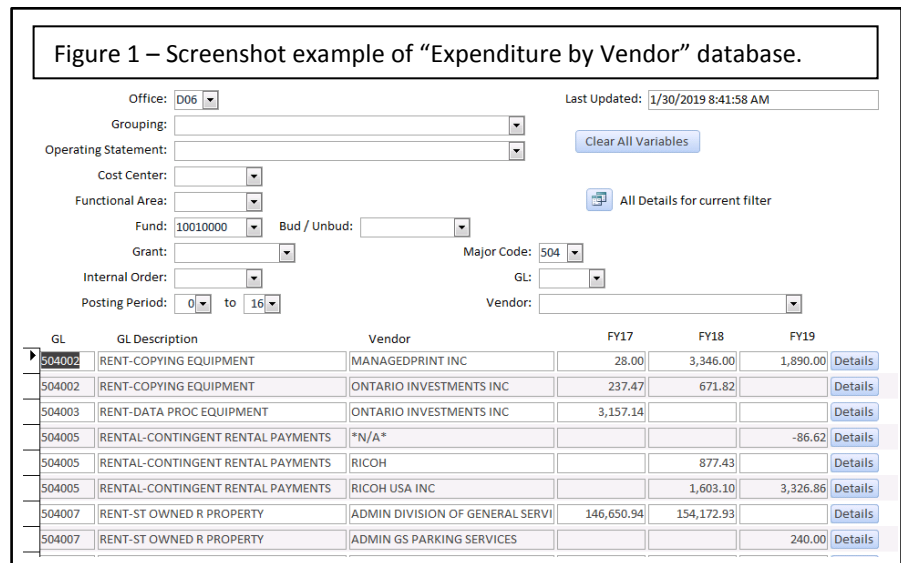 Figure 1 – Screenshot example of “Expenditure by Vendor” database.
Office: D06 Last Updated: 1/30/2019 8:41:58 AM
Grouping:
Clear All Variables
Operating Statement:
Cost Center:
Functional Area: All Details for current filter
Fund: 10010000 Bud / Unbud:
Grant: Major Code: 504
Internal Order: GL:
Posting Period: 0 to 16 Vendor:
GL GL Description Vendor FY17 FY18 FY19
504002 RENT-COPYING EQUIPMENT MANAGEDPRINT INC 28.00 3,346.00 1,890.00 Details
504002 RENT-COPYING EQUIPMENT ONTARIO INVESTMENTS INC 237.47 671.82 Details
504003 RENT-DATA PROC EQUIPMENT ONTARIO INVESTMENTS INC 3,157.14 Details
504005 RENTAL-CONTINGENT RENTAL PAYMENTS *N/A* -86.62 Details
504005 RENTAL-CONTINGENT RENTAL PAYMENTS RICOH 877.43 Details
504005 RENTAL-CONTINGENT RENTAL PAYMENTS RICOH USA INC 1,603.10 3,326.86 Details
504007 RENT-ST OWNED R PROPERTY ADMIN DIVISION OF GENERAL SERVI 146,650.94 154,172.93 Details
504007 RENT-ST OWNED R PROPERTY ADMIN GS PARKING SERVICES 240.00 Details